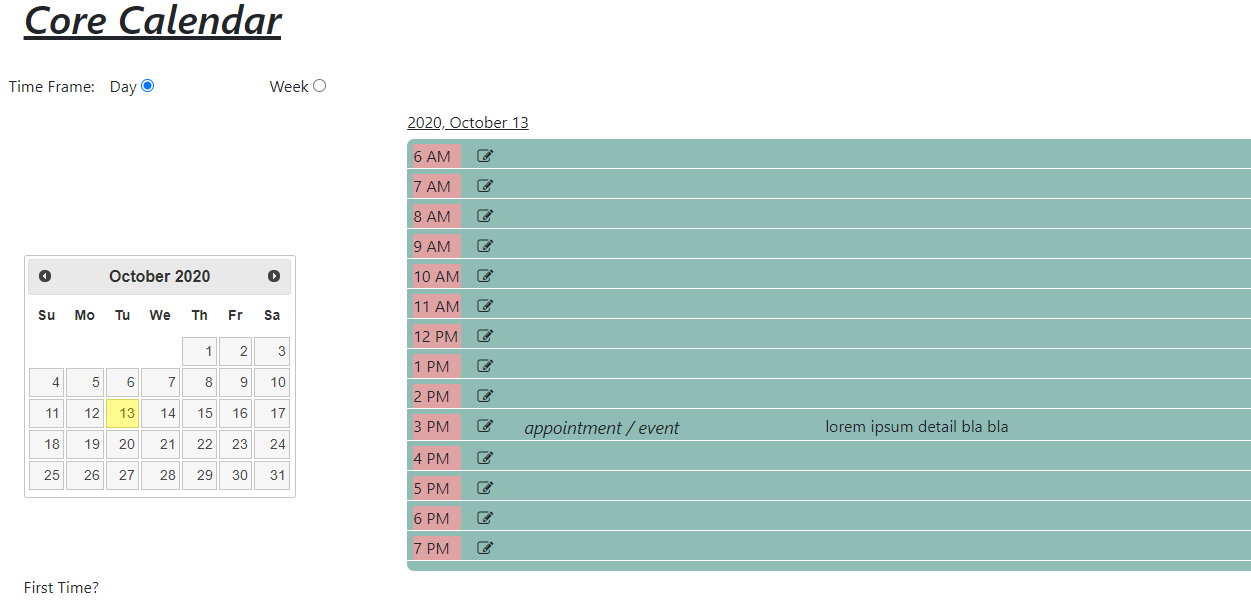 Core Calendar
Time Frame: Day Week
2020, October 13
6 AM
7 AM
8 AM
9 AM
10 AM
11 AM
12 PM
1 PM
2 PM
3 PM appointment / event lorem ipsum detail bla bla
4 PM
5 PM
6 PM
7 PM
October 2020
Su Mo Tu We Th Fr Sa
1 2 3
4 5 6 7 8 9 10
11 12 13 14 15 16 17
18 19 20 21 22 23 24
25 26 27 28 29 30 31
First Time?